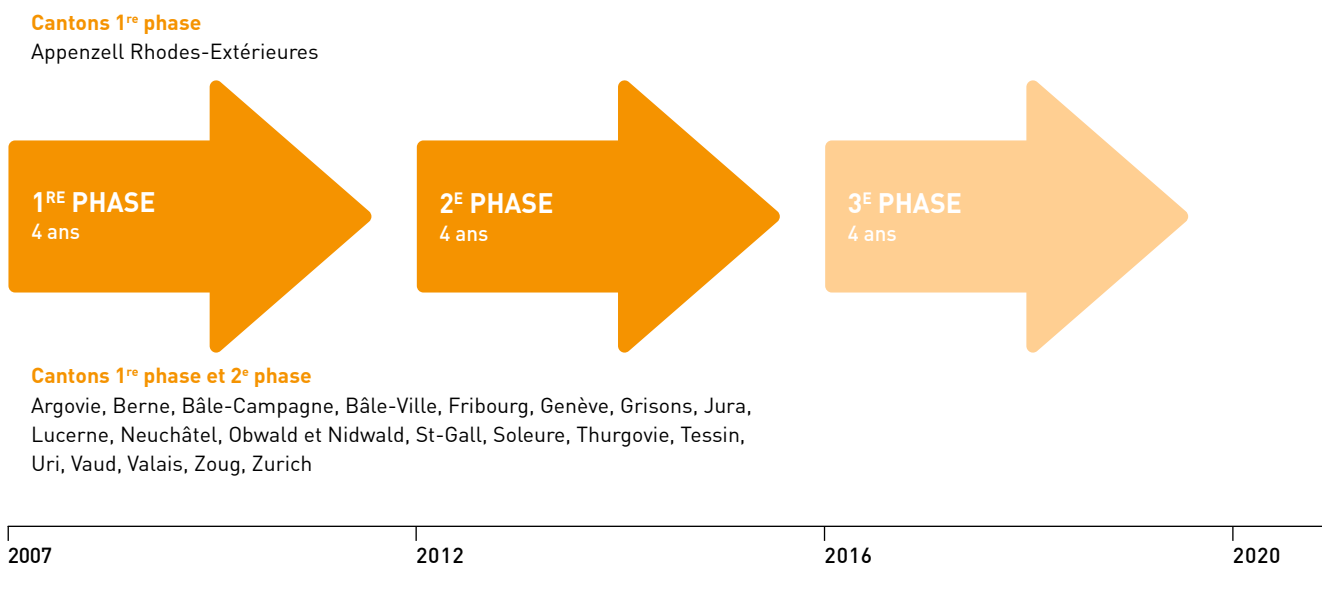 Cantons 1re phase
Appenzell Rhodes-Extérieures
1RE PHASE
4 ans
2E PHASE
4 ans
3E PHASE
4 ans
Cantons 1re phase et 2e phase
Argovie, Berne, Bâle-Campagne, Bâle-Ville, Fribourg, Genève, Grisons, Jura,
Lucerne, Neuchâtel, Obwald et Nidwald, St-Gall, Soleure, Thurgovie, Tessin,
Uri, Vaud, Valais, Zoug, Zurich
2007
2012
2016
2020